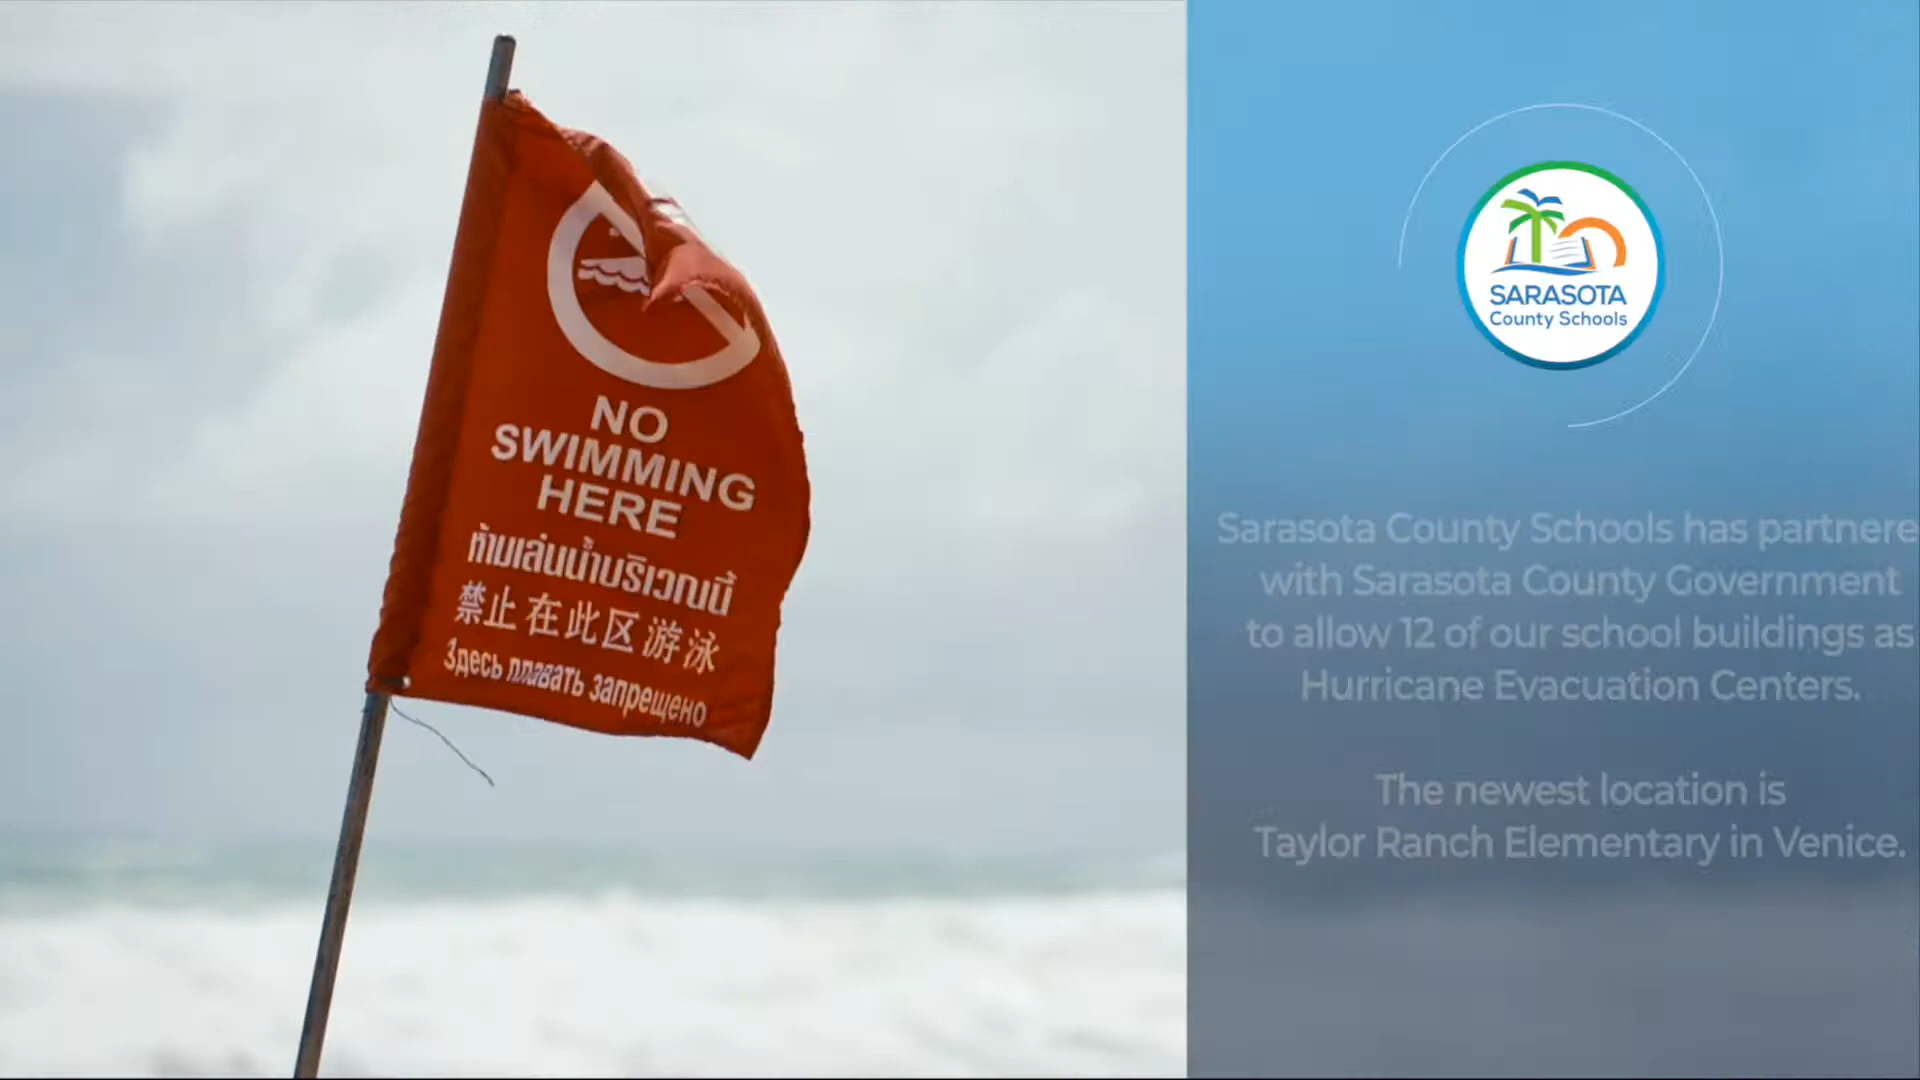 NO
SWIMMING
HERE
ห้ามเล่นน้ำบริเวณนี้
禁止在此区游泳
Здесь плавать запрещено
SARASOTA
County Schools
Sarasota County Schools has partnere
with Sarasota County Government
to allow 12 of our school buildings as
Hurricane Evacuation Centers.
The newest location is
Taylor Ranch Elementary in Venice.